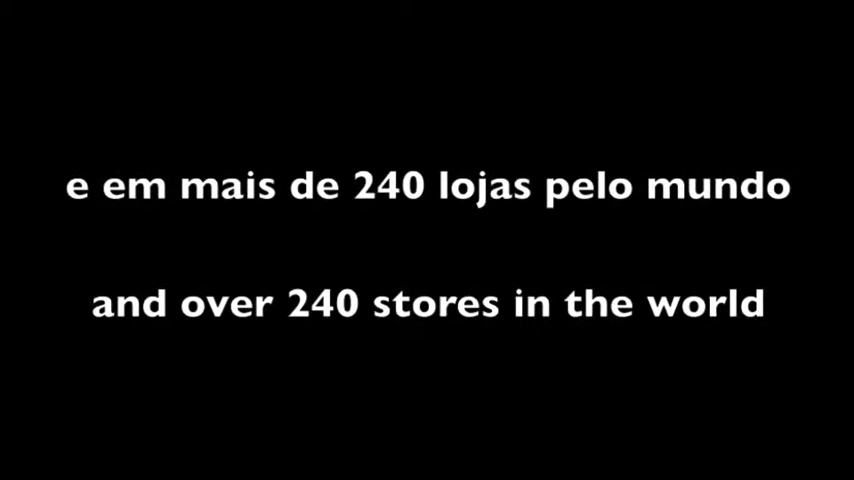 e em mais de 240 lojas pelo mundo
and over 240 stores in the world